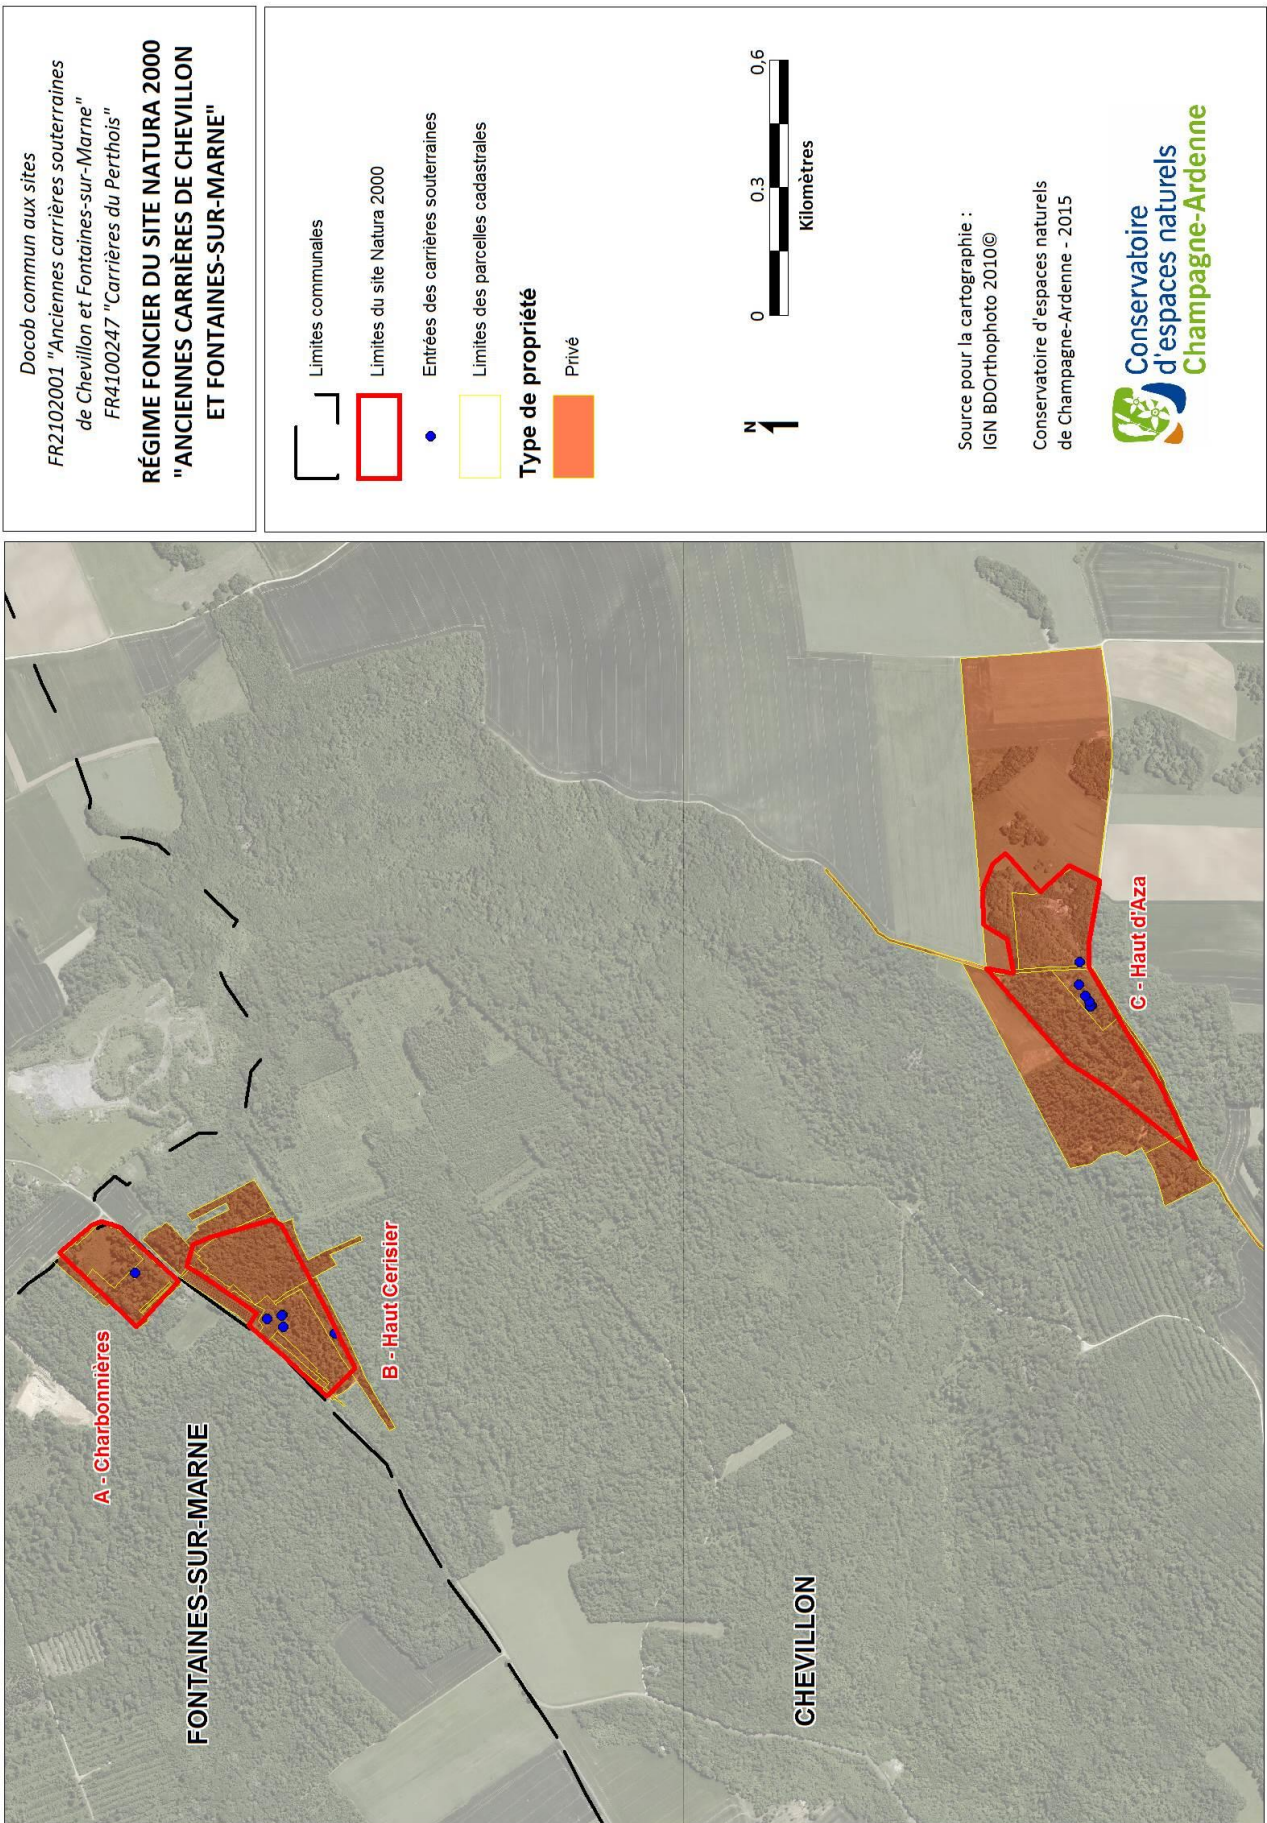 Docob commun aux sites
FR2102001 "Anciennes carrières souterraines
de Chevillon et Fontaines-sur-Marne"
FR4100247 "Carrières du Perthois"
RÉGIME FONCIER DU SITE NATURA 2000
"ANCIENNES CARRIÈRES DE CHEVILLON
ET FONTAINES-SUR-MARNE"
Limites communales
Limites du site Natura 2000
Entrées des carrières souterraines
Limites des parcelles cadastrales
Type de propriété
Privé
N
0 0.3 0,6
Kilomètres
Source pour la cartographie :
IGN BDOrthophoto 2010©
Conservatoire d'espaces naturels
de Champagne-Ardenne - 2015
Conservatoire
d'espaces naturels
Champagne-Ardenne
A - Charbonnières
FONTAINES-SUR-MARNE
B - Haut Cerisier
CHEVILLON
C - Haut d'Aza